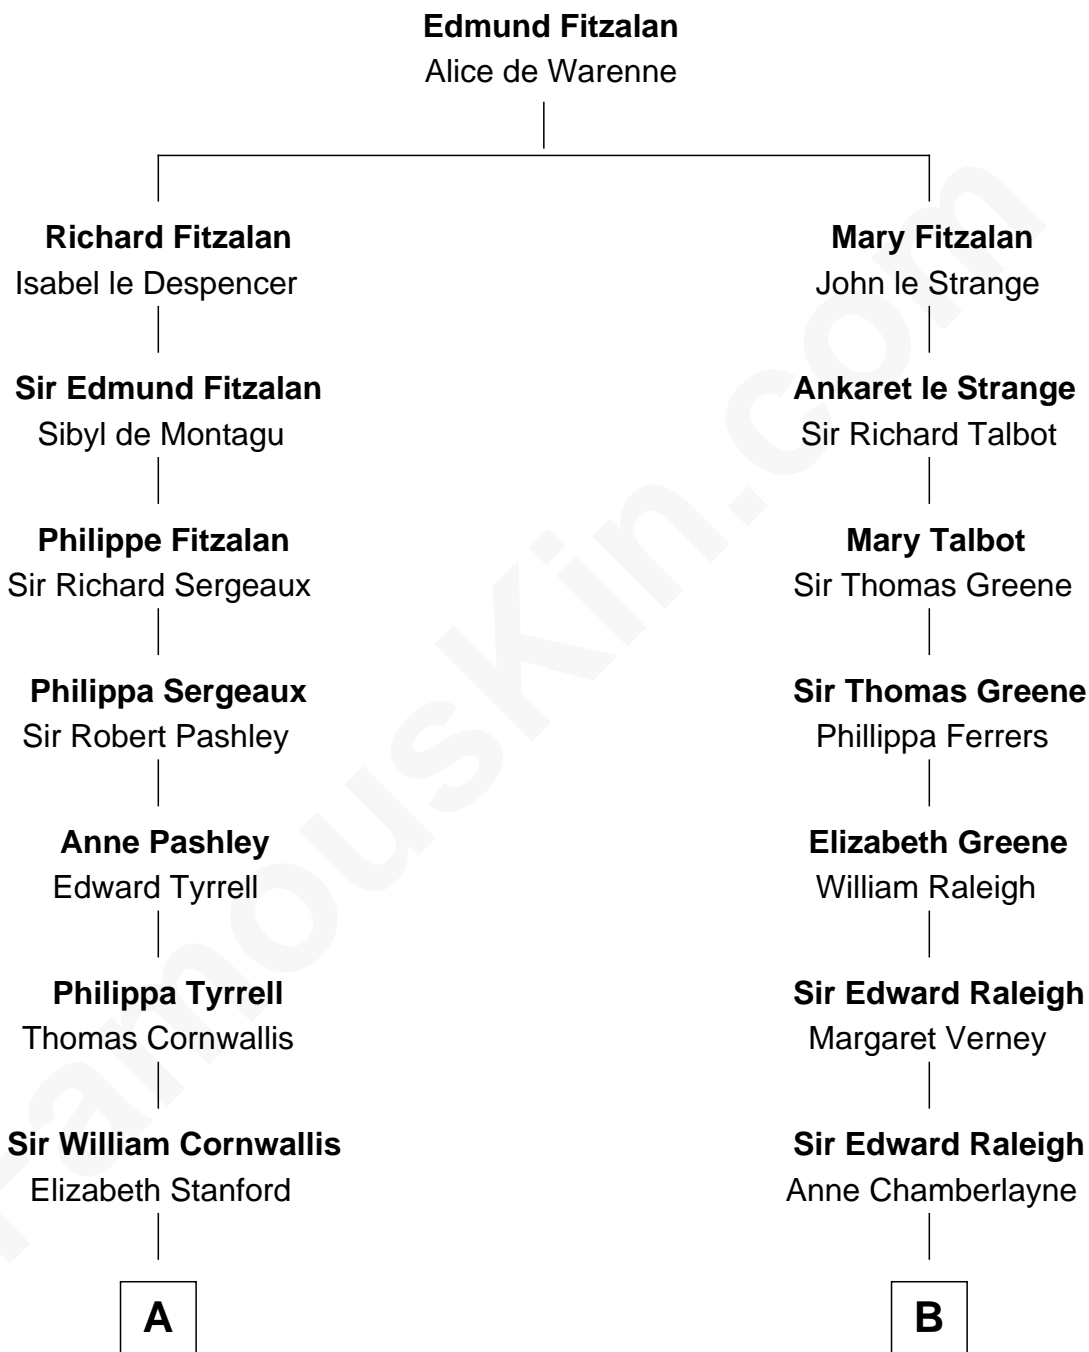 Edmund Fitzalan
Alice de Warenne
Richard Fitzalan
Isabel le Despencer
Mary Fitzalan
John le Strange
Sir Edmund Fitzalan
Sibyl de Montagu
Ankaret le Strange
Sir Richard Talbot
Philippe Fitzalan
Sir Richard Sergeaux
Mary Talbot
Sir Thomas Greene
Philippa Sergeaux
Sir Robert Pashley
Sir Thomas Greene
Phillippa Ferrers
Anne Pashley
Edward Tyrrell
Elizabeth Greene
William Raleigh
Philippa Tyrrell
Thomas Cornwallis
Sir Edward Raleigh
Margaret Verney
Sir William Cornwallis
Elizabeth Stanford
Sir Edward Raleigh
Anne Chamberlayne
A
B
FamousKin.com